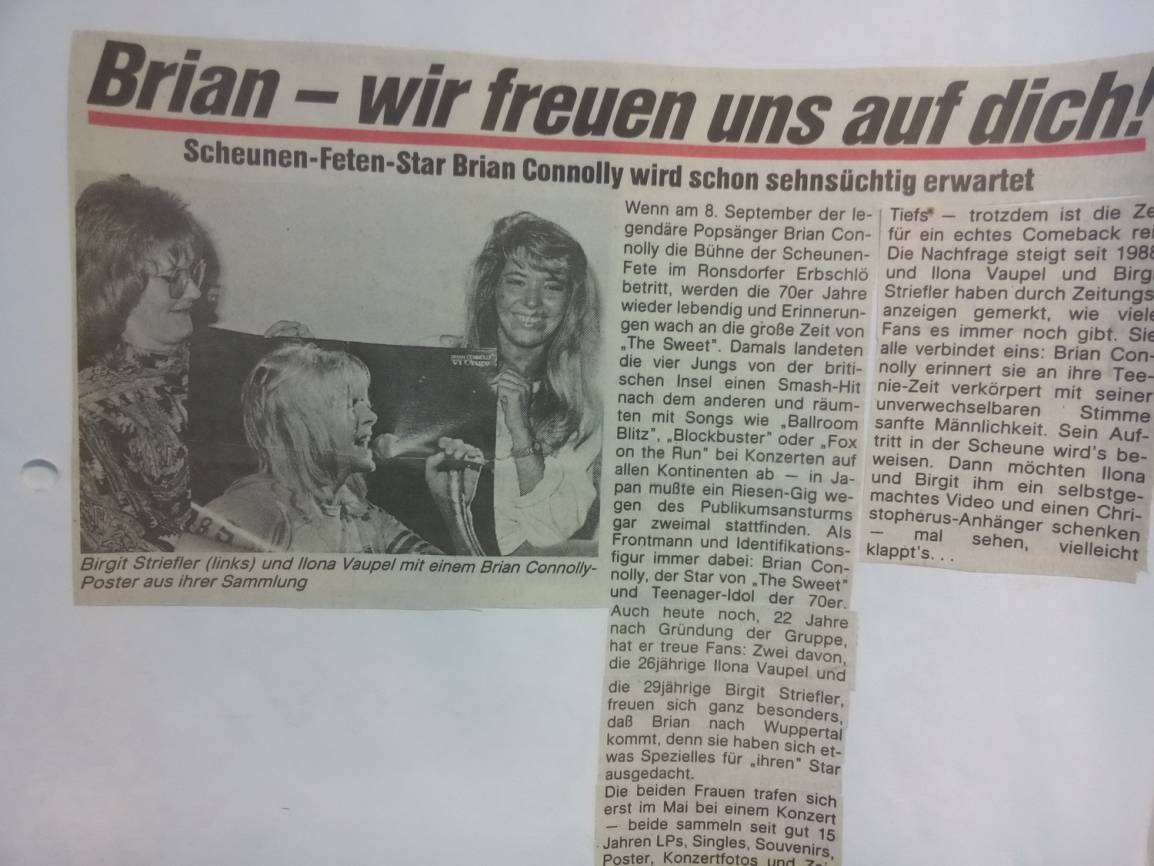 Brian – wir freuen uns auf dich!
Scheunen-Feten-Star Brian Connolly wird schon sehnsüchtig erwartet
BRIAN CONNOLLY
Birgit Striefler (links) und Ilona Vaupel mit einem Brian Connolly-
Poster aus ihrer Sammlung
Wenn am 8. September der le-
gendäre Popsänger Brian Con-
nolly die Bühne der Scheunen-
Fete im Ronsdorfer Erbschlö
betritt, werden die 70er Jahre
wieder lebendig und Erinnerun-
gen wach an die große Zeit von
„The Sweet". Damals landeten
die vier Jungs von der briti-
schen Insel einen Smash-Hit
nach dem anderen und räum-
ten mit Songs wie „Ballroom
Blitz", „Blockbuster" oder „Fox
on the Run" bei Konzerten auf
allen Kontinenten ab — in Ja-
pan mußte ein Riesen-Gig we-
gen des Publikumsansturms
gar zweimal stattfinden. Als
Frontmann und Identifikations-
figur immer dabei: Brian Con-
nolly, der Star von „The Sweet"
und Teenager-Idol der 70er.
Auch heute noch, 22 Jahre
nach Gründung der Gruppe,
hat er treue Fans: Zwei davon,
die 26jährige Ilona Vaupel und
die 29jährige Birgit Striefler,
freuen sich ganz besonders,
daß Brian nach Wuppertal
kommt, denn sie haben sich et-
was Spezielles für „ihren" Star
ausgedacht.
Die beiden Frauen trafen sich
erst im Mai bei einem Konzert
— beide sammeln seit gut 15
Jahren LPs, Singles, Souvenirs,
Poster, Konzertfotos und
Tiefs" — trotzdem ist die Ze
für ein echtes Comeback rei
Die Nachfrage steigt seit 1988
und Ilona Vaupel und Birg
Striefler haben durch Zeitungs
anzeigen gemerkt, wie viele
Fans es immer noch gibt. Sie
alle verbindet eins: Brian Con-
nolly erinnert sie an ihre Tee-
nie-Zeit verkörpert mit seiner
unverwechselbaren Stimme
sanfte Männlichkeit. Sein Auf-
tritt in der Scheune wird's be-
weisen. Dann möchten Ilona
und Birgit ihm ein selbstge-
machtes Video und einen Chri-
stopherus-Anhänger schenken
— mal sehen, vielleicht
klappt's...